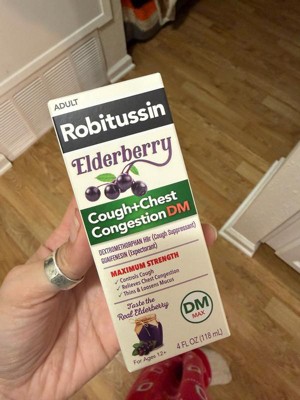 ADULT
Robitussin
Elderberry
Cough+Chest
Congestion DM
DEXTROMETHORPHAN HBr (Cough Suppressant)
GUAIFENESIN (Expectorant)
MAXIMUM STRENGTH
✓ Controls Cough
✓ Relieves Chest Congestion
✓ Thins & Loosens Mucus
Taste the
Real Elderberry
DM
MAX
For Ages 12+
4 FL OZ (118 mL)